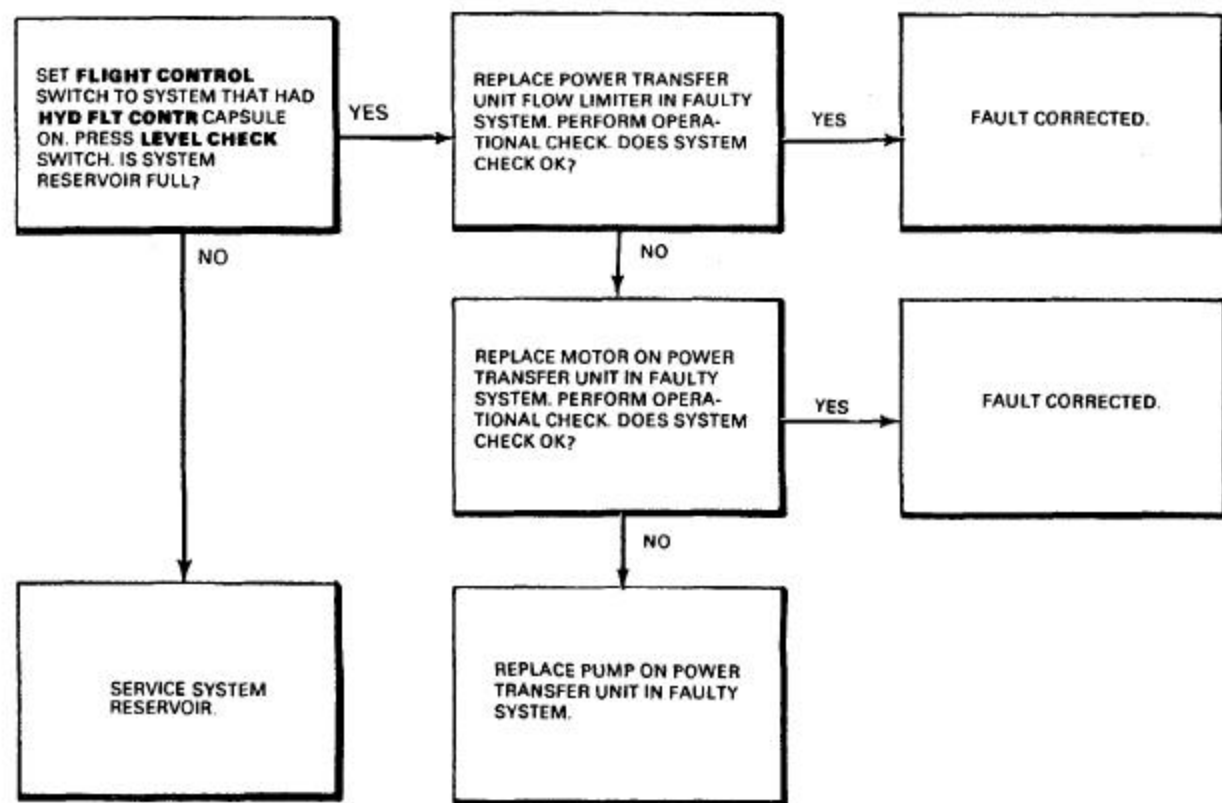 SET FLIGHT CONTROL
SWITCH TO SYSTEM THAT HAD
HYD FLT CONTR CAPSULE
ON. PRESS LEVEL CHECK
SWITCH. IS SYSTEM
RESERVOIR FULL?
YES
REPLACE POWER TRANSFER
UNIT FLOW LIMITER IN FAULTY
SYSTEM. PERFORM OPERA-
TIONAL CHECK. DOES SYSTEM
CHECK OK?
YES
FAULT CORRECTED.
NO
NO
REPLACE MOTOR ON POWER
TRANSFER UNIT IN FAULTY
SYSTEM. PERFORM OPERA-
TIONAL CHECK. DOES SYSTEM
CHECK OK?
YES
FAULT CORRECTED.
NO
SERVICE SYSTEM
RESERVOIR.
REPLACE PUMP ON POWER
TRANSFER UNIT IN FAULTY
SYSTEM.